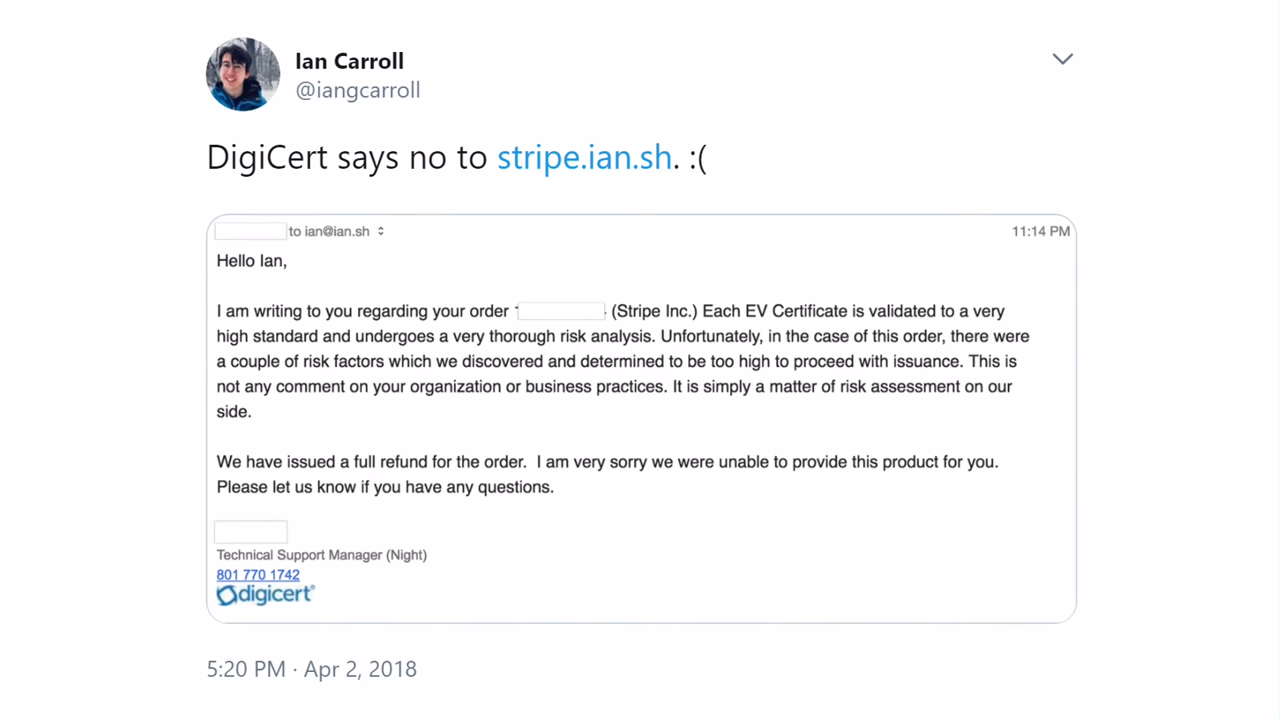 Ian Carroll
@iangcarroll
DigiCert says no to stripe.ian.sh. :(
to ian@ian.sh
11:14 PM
Hello Ian,
I am writing to you regarding your order (Stripe Inc.) Each EV Certificate is validated to a very
high standard and undergoes a very thorough risk analysis. Unfortunately, in the case of this order, there were
a couple of risk factors which we discovered and determined to be too high to proceed with issuance. This is
not any comment on your organization or business practices. It is simply a matter of risk assessment on our
side.
We have issued a full refund for the order. I am very sorry we were unable to provide this product for you.
Please let us know if you have any questions.
Technical Support Manager (Night)
801 770 1742
digicert®
5:20 PM · Apr 2, 2018